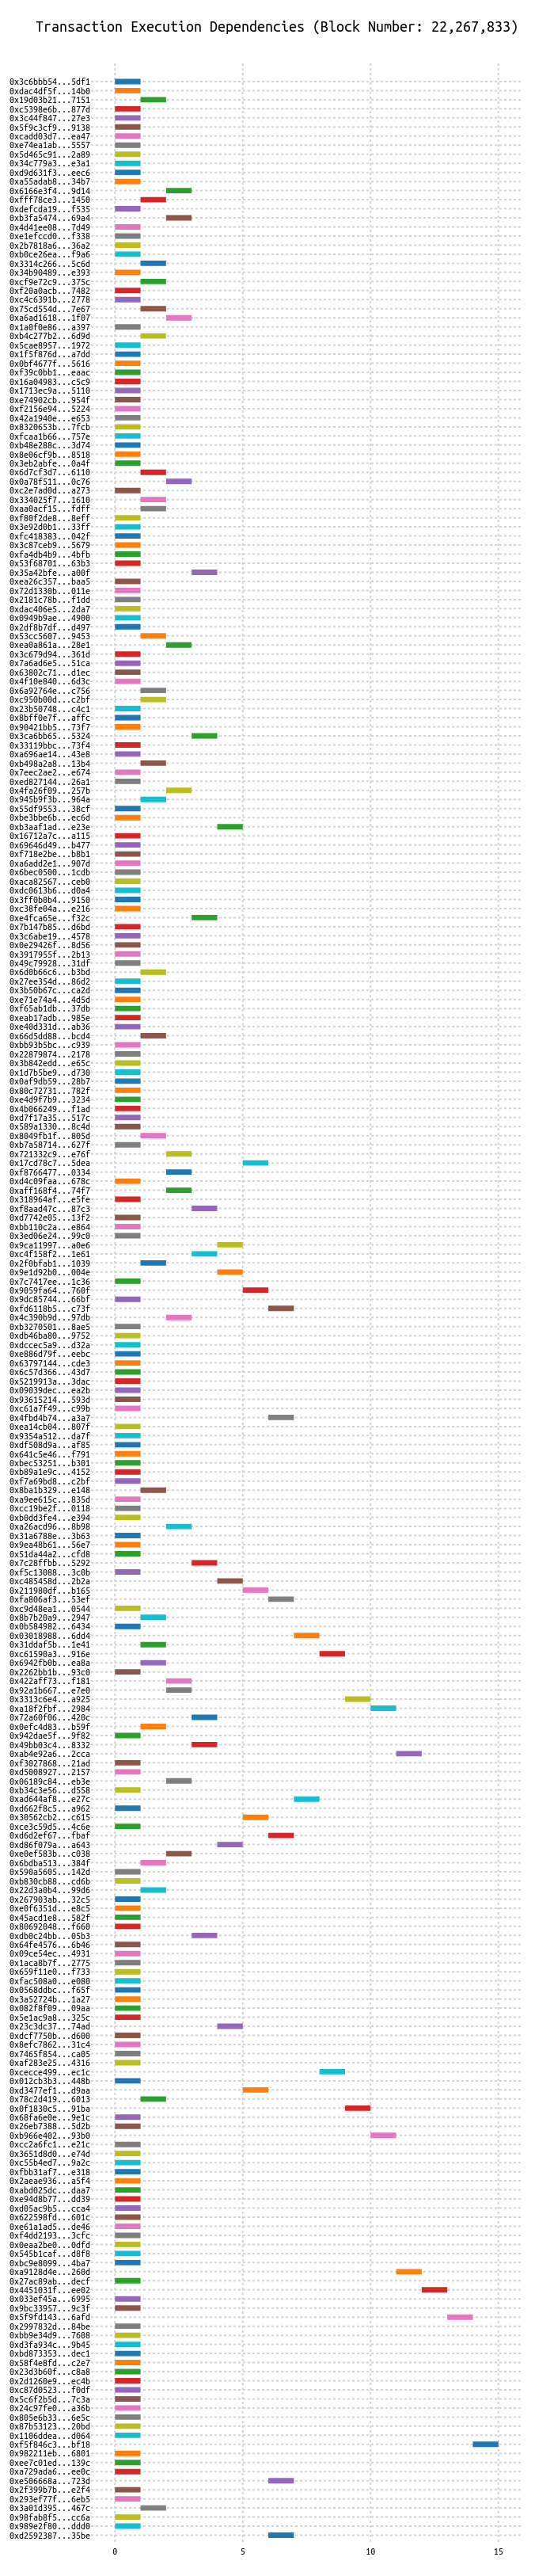 Transaction Execution Dependencies (Block Number: 22,267,833)
0x3c6bbb54...5df1
0xdac4df5f...14b0
0x19d03b21...7151
0xc5398e6b...877d
0x3c44f847...27e3
0x5f9c3cf9...9138
0xcadd03d7...ea47
0xe74ea1ab...5557
0x5d465c91...2a89
0x34c779a3...e3a1
0xd9d631f3...eec6
0xa55adab8...34b7
0x6166e3f4...9d14
0xfff78ce3...1450
0xdefcda19...f535
0xb3fa5474...69a4
0x4d41ee08...7d49
0xe1efccd0...f338
0x2b7818a6...36a2
0xb0ce26ea...f9a6
0x3314c266...5c6d
0x34b90489...e393
0xcf9e72c9...375c
0xf20a0acb...7482
0xc4c6391b...2778
0x75cd554d...7e67
0xa6ad1618...1f07
0x1a0f0e86...a397
0xb4c277b2...6d9d
0x5cae8957...1972
0x1f5f876d...a7dd
0x0bf4677f...5616
0xf39c0bb1...eaac
0x16a04983...c5c9
0x1713ec9a...5110
0xe74902cb...954f
0xf2156e94...5224
0x42a1940e...e653
0x8320653b...7fcb
0xfcaa1b66...757e
0xb48e288c...3d74
0x8e06cf9b...8518
0x3eb2abfe...0a4f
0x6d7cf3d7...6110
0x0a78f511...0c76
0xc2e7ad0d...a273
0x334025f7...1610
0xaa0acf15...fdff
0xf80f2de8...8eff
0x3e92d0b1...33ff
0xfc418383...042f
0x3c87ceb9...5679
0xfa4db4b9...4bfb
0x53f68701...63b3
0x35a42bfe...a00f
0xea26c357...baa5
0x72d1330b...011e
0x2181c78b...f1dd
0xdac406e5...2da7
0x0949b9ae...4900
0x2df8b7df...d497
0x53cc5607...9453
0xea0a861a...28e1
0x3c679d94...361d
0x7a6ad6e5...51ca
0x63802c71...d1ec
0x4f10e840...6d3c
0x6a92764e...c756
0xc950b00d...c2bf
0x23b50748...c4c1
0x8bff0e7f...affc
0x90421bb5...73f7
0x3ca6bb65...5324
0x33119bbc...73f4
0xa696ae14...43e8
0xb498a2a8...13b4
0x7eec2ae2...e674
0xed827144...26a1
0x4fa26f09...257b
0x945b9f3b...964a
0x55df9553...38cf
0xbe3bbe6b...ec6d
0xb3aaf1ad...e23e
0x16712a7c...a115
0x69646d49...b477
0xf718e2be...b8b1
0xa6add2e1...907d
0x6bec0500...1cdb
0xaca82567...ceb0
0xdc0613b6...d0a4
0x3ff0b0b4...9150
0xc38fe04a...e216
0xe4fca65e...f32c
0x7b147b85...d6bd
0x3c6abe19...4578
0x0e29426f...8d56
0x3917955f...2b13
0x49c79928...31df
0x6d0b66c6...b3bd
0x27ee354d...86d2
0x3b50b67c...ca2d
0xe71e74a4...4d5d
0xf65ab1db...37db
0xeab17adb...985e
0xe40d331d...ab36
0x66d5dd88...bcd4
0xbb93b5bc...c939
0x22879874...2178
0x3b842edd...e65c
0x1d7b5be9...d730
0x0af9db59...28b7
0x80c72731...782f
0xe4d9f7b9...3234
0x4b066249...f1ad
0xd7f17a35...517c
0x589a1330...8c4d
0x8049fb1f...805d
0xb7a58714...627f
0x721332c9...e76f
0x17cd78c7...5dea
0xf8766477...0334
0xd4c09faa...678c
0xaff168f4...74f7
0x318964af...e5fe
0xf8aad47c...87c3
0xd7742e05...13f2
0xbb110c2a...e864
0x3ed06e24...99c0
0x9ca11997...a0e6
0xc4f158f2...1e61
0x2f0bfab1...1039
0x9e1d92b0...004e
0x7c7417ee...1c36
0x9059fa64...760f
0x9dc85744...66bf
0xfd6118b5...c73f
0x4c390b9d...97db
0xb3270501...8ae5
0xdb46ba80...9752
0xdccec5a9...d32a
0xe886d79f...eebc
0x63797144...cde3
0x6c57d366...43d7
0x5219913a...3dac
0x09039dec...ea2b
0x93615214...593d
0xc61a7f49...c99b
0x4fbd4b74...a3a7
0xea14cb04...807f
0x9354a512...da7f
0xdf508d9a...af85
0x641c5e46...f791
0xbec53251...b301
0xb89a1e9c...4152
0xf7a69bd8...c2bf
0x8ba1b329...e148
0xa9ee615c...835d
0xcc19be2f...0118
0xb0dd3fe4...e394
0xa26acd96...8b98
0x31a6788e...3b63
0x9ea48b61...56e7
0x51da44a2...cfd8
0x7c28ffbb...5292
0xf5c13088...3c0b
0xc485458d...2b2a
0x211980df...b165
0xfa806af3...53ef
0xc9d48ea1...0544
0x8b7b20a9...2947
0x0b584982...6434
0x03018988...6dd4
0x31ddaf5b...1e41
0xc61590a3...916e
0x6942fb0b...ea8a
0x2262bb1b...93c0
0x422aff73...f181
0x92a1b667...e7e0
0x3313c6e4...a925
0xa18f2fbf...2984
0x72a60f06...420c
0x0efc4d83...b59f
0x942dae5f...9f82
0x49bb03c4...8332
0xab4e92a6...2cca
0xf3027868...21ad
0xd5008927...2157
0x06189c84...eb3e
0xb34c3e56...d558
0xad644af8...e27c
0xd662f8c5...a962
0x30562cb2...c615
0xce3c59d5...4c6e
0xd6d2ef67...fbaf
0xd86f079a...a643
0xe0ef583b...c038
0x6bdba513...384f
0x590a5605...142d
0xb830cb88...cd6b
0x22d3a0b4...99d6
0x267903ab...32c5
0xe0f6351d...e8c5
0x45acd1e8...582f
0x80692048...f660
0xdb0c24bb...05b3
0x64fe4576...6b46
0x09ce54ec...4931
0x1aca8b7f...2775
0x659f11e0...f733
0xfac508a0...e080
0x0568ddbc...f65f
0x3a52724b...1a27
0x082f8f09...09aa
0x5e1ac9a8...325c
0x23c3dc37...74ad
0xdcf7750b...d600
0x8efc7862...31c4
0x7465f854...ca05
0xaf283e25...4316
0xcecce499...ec1c
0x012cb3b3...448b
0xd3477ef1...d9aa
0x78c2d419...6013
0x0f1830c5...91ba
0x68fa6e0e...9e1c
0x26eb7388...5d2b
0xb966e402...93b0
0xcc2a6fc1...e21c
0x3651d8d0...e74d
0xc55b4ed7...9a2c
0xfbb31af7...e318
0x2aeae936...a5f4
0xabd025dc...daa7
0xe94d8b77...dd39
0xd05ac9b5...cca4
0x622598fd...601c
0xe61a1ad5...de46
0xf4dd2193...3cfc
0x0eaa2be0...0dfd
0x545b1caf...d8f8
0xbc9e8099...4ba7
0xa9128d4e...260d
0x27ac89ab...decf
0x4451031f...ee02
0x033ef45a...6995
0x9bc33957...9c3f
0x5f9fd143...6afd
0x2997832d...84be
0xbb9e34d9...7608
0xd3fa934c...9b45
0xbd873353...dec1
0x58f4e8fd...c2e7
0x23d3b60f...c8a8
0x2d1260e9...ec4b
0xc87d0523...f0df
0x5c6f2b5d...7c3a
0x24c97fe0...a36b
0x805e6b33...6e5c
0x87b53123...20bd
0x1106ddea...d064
0xf5f846c3...bf18
0x982211eb...6801
0xee7c01ed...139c
0xa729ada6...ee0c
0xe506668a...723d
0x2f399b7b...e2f4
0x293ef77f...6eb5
0x3a01d395...467c
0x98fab8f5...cc6a
0x989e2f80...ddd0
0xd2592387...35be
0 5 10 15